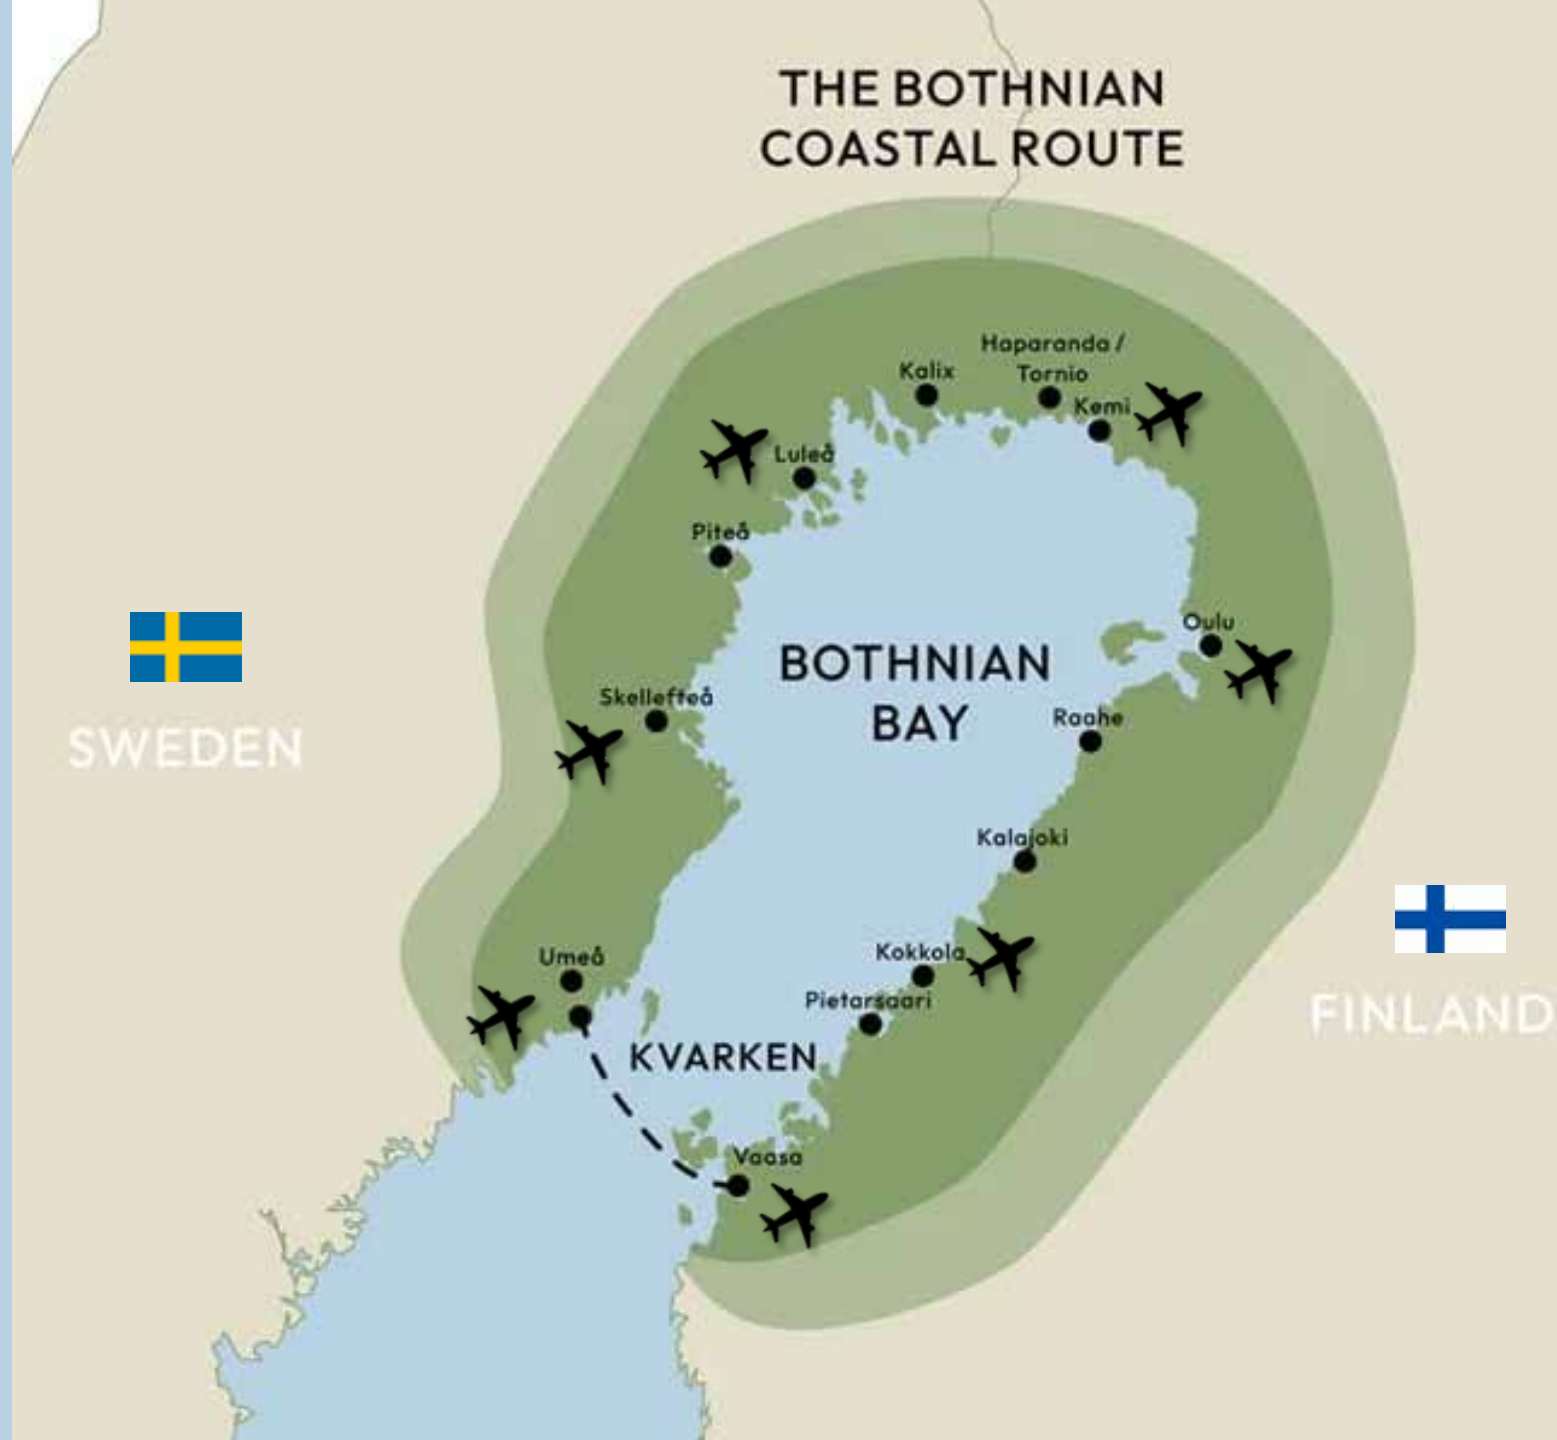 THE BOTHNIAN
COASTAL ROUTE
Haparanda /
Tornio
Kalix
Kemi
Luleå
Piteå
Oulu
BOTHNIAN
BAY
Skellefteå
Raahe
SWEDEN
Kalajoki
Kokkola
Umeå
Pietarsaari
FINLAND
KVARKEN
Vaasa